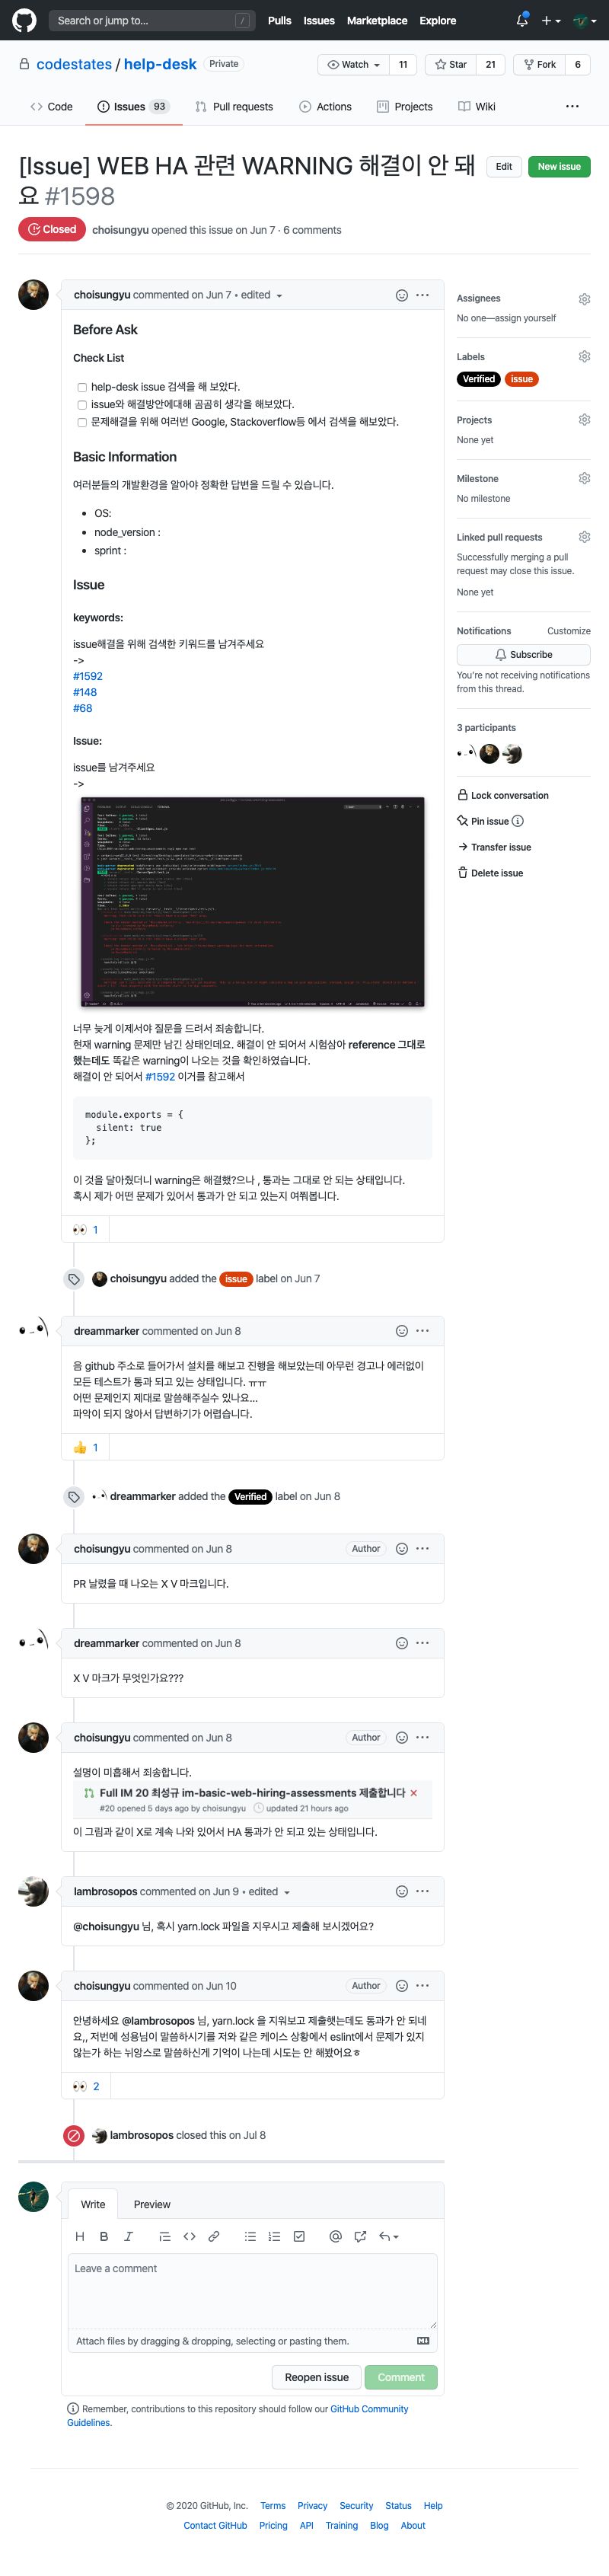 Search or jump to...
/
Pulls Issues Marketplace Explore
codestates / help-desk Private
Watch 11 Star 21 Fork 6
Code Issues 93 Pull requests Actions Projects Wiki
[Issue] WEB HA 관련 WARNING 해결이 안 돼
요 #1598
Edit New issue
Closed choisungyu opened this issue on Jun 7 · 6 comments
choisungyu commented on Jun 7 • edited
Before Ask
Check List
help-desk issue 검색을 해 보았다.
issue와 해결방안에대해 곰곰히 생각을 해보았다.
문제해결을 위해 여러번 Google, Stackoverflow등 에서 검색을 해보았다.
Basic Information
여러분들의 개발환경을 알아야 정확한 답변을 드릴 수 있습니다.
OS:
node_version :
sprint :
Issue
keywords:
issue해결을 위해 검색한 키워드를 남겨주세요
->
#1592
#148
#68
Issue:
issue를 남겨주세요
->
너무 늦게 이제서야 질문을 드려서 죄송합니다.
현재 warning 문제만 남긴 상태인데요. 해결이 안 되어서 시험삼아 reference 그대로
했는데도 똑같은 warning이 나오는 것을 확인하였습니다.
해결이 안 되어서 #1592 이거를 참고해서
module.exports = {
silent: true
};
이 것을 달아줬더니 warning은 해결했?으나 , 통과는 그대로 안 되는 상태입니다.
혹시 제가 어떤 문제가 있어서 통과가 안 되고 있는지 여쭤봅니다.
1
choisungyu added the issue label on Jun 7
dreammarker commented on Jun 8
음 github 주소로 들어가서 설치를 해보고 진행을 해보았는데 아무런 경고나 에러없이
모든 테스트가 통과 되고 있는 상태입니다. ㅠㅠ
어떤 문제인지 제대로 말씀해주실수 있나요...
파악이 되지 않아서 답변하기가 어렵습니다.
1
dreammarker added the Verified label on Jun 8
choisungyu commented on Jun 8 Author
PR 날렸을 때 나오는 X V 마크입니다.
dreammarker commented on Jun 8
X V 마크가 무엇인가요???
choisungyu commented on Jun 8 Author
설명이 미흡해서 죄송합니다.
Full IM 20 최성규 im-basic-web-hiring-assessments 제출합니다
#20 opened 5 days ago by choisungyu updated 21 hours ago
이 그림과 같이 X로 계속 나와 있어서 HA 통과가 안 되고 있는 상태입니다.
lambrosopos commented on Jun 9 • edited
@choisungyu 님, 혹시 yarn.lock 파일을 지우시고 제출해 보시겠어요?
choisungyu commented on Jun 10 Author
안녕하세요 @lambrosopos 님, yarn.lock 을 지워보고 제출했는데도 통과가 안 되네
요,, 저번에 성용님이 말씀하시기를 저와 같은 케이스 상황에서 eslint에서 문제가 있지
않는가 하는 뉘앙스로 말씀하신게 기억이 나는데 시도는 안 해봤어요ㅎ
2
lambrosopos closed this on Jul 8
Write Preview
Leave a comment
Attach files by dragging & dropping, selecting or pasting them.
Reopen issue Comment
Remember, contributions to this repository should follow our GitHub Community
Guidelines.
Assignees
No one—assign yourself
Labels
Verified issue
Projects
None yet
Milestone
No milestone
Linked pull requests
Successfully merging a pull
request may close this issue.
None yet
Notifications Customize
Subscribe
You're not receiving notifications
from this thread.
3 participants
Lock conversation
Pin issue
Transfer issue
Delete issue
© 2020 GitHub, Inc. Terms Privacy Security Status Help
Contact GitHub Pricing API Training Blog About